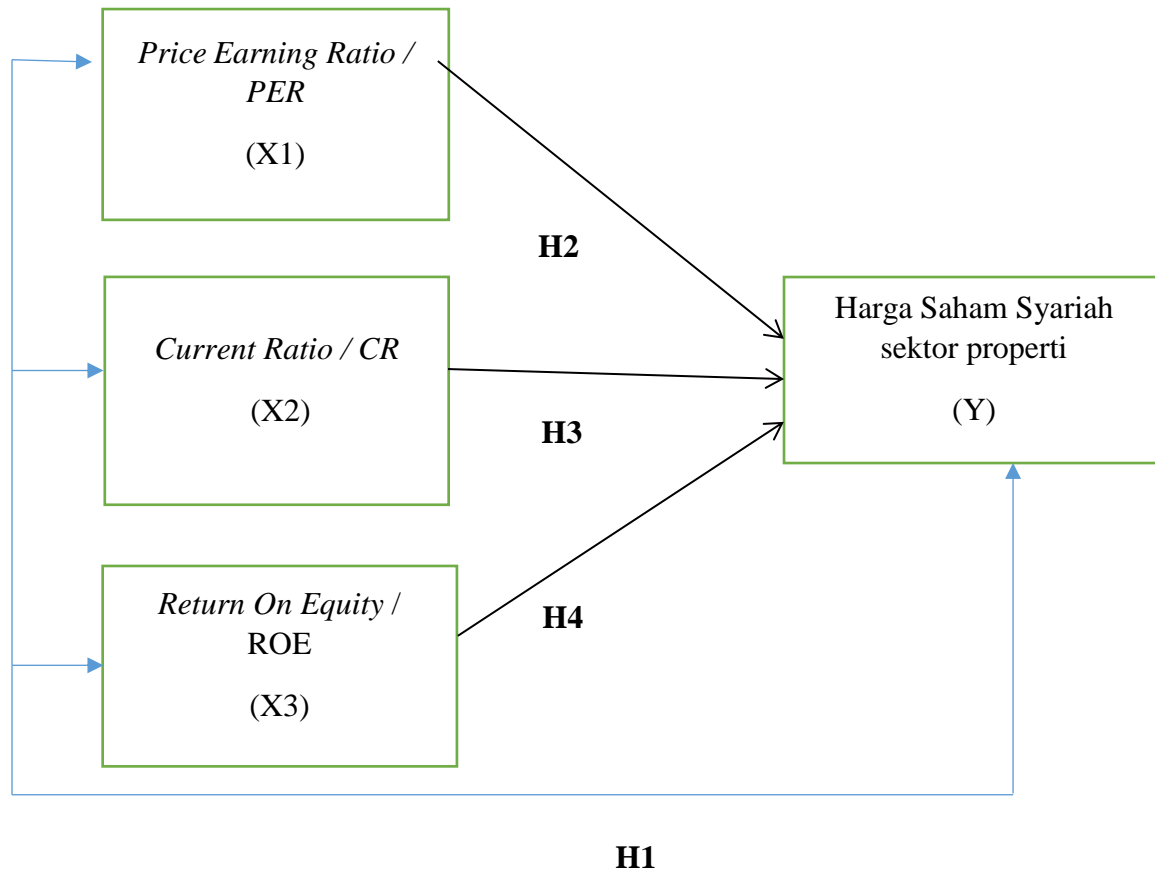 Price Earning Ratio /
PER
(X1)
H2
Current Ratio / CR
(X2)
H3
Harga Saham Syariah
sektor properti
(Y)
Return On Equity /
ROE
(X3)
H4
H1